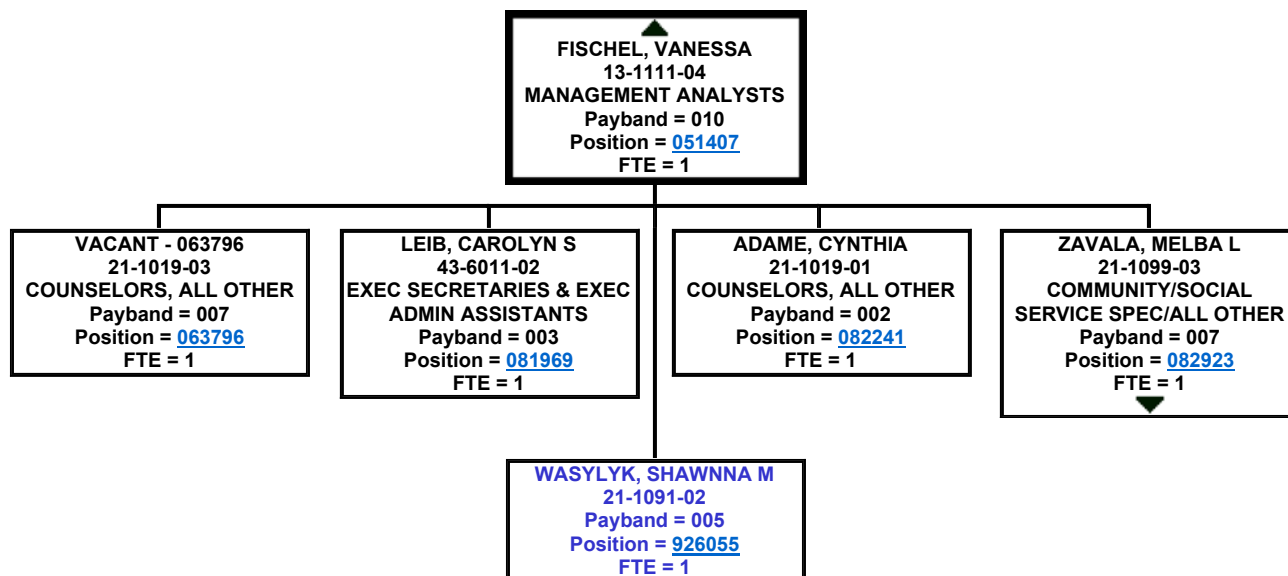 FISCHEL, VANESSA
13-1111-04
MANAGEMENT ANALYSTS
Payband = 010
Position = 051407
FTE = 1
VACANT - 063796
21-1019-03
COUNSELORS, ALL OTHER
Payband = 007
Position = 063796
FTE = 1
LEIB, CAROLYN S
43-6011-02
EXEC SECRETARIES & EXEC
ADMIN ASSISTANTS
Payband = 003
Position = 081969
FTE = 1
ADAME, CYNTHIA
21-1019-01
COUNSELORS, ALL OTHER
Payband = 002
Position = 082241
FTE = 1
ZAVALA, MELBA L
21-1099-03
COMMUNITY/SOCIAL
SERVICE SPEC/ALL OTHER
Payband = 007
Position = 082923
FTE = 1
WASYLYK, SHAWNNA M
21-1091-02
Payband = 005
Position = 926055
FTE = 1